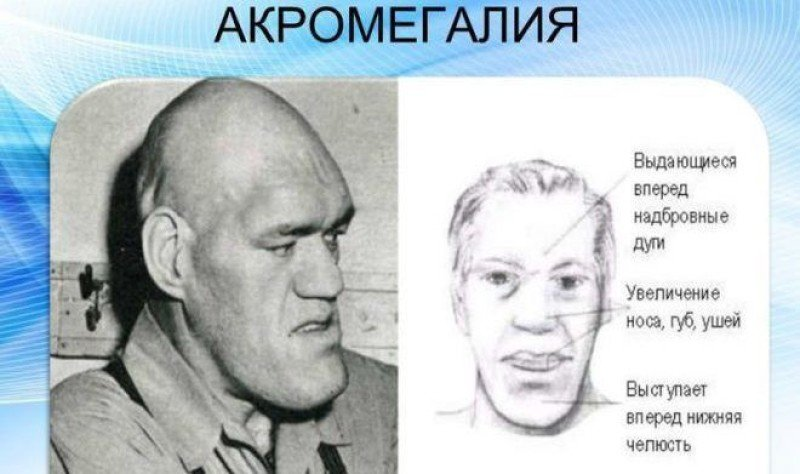 АКРОМЕГАЛИЯ
Выдающиеся
вперед
надбровные
дуги
Увеличение
носа, губ, ушей
Выступает
вперед нижняя
челюсть